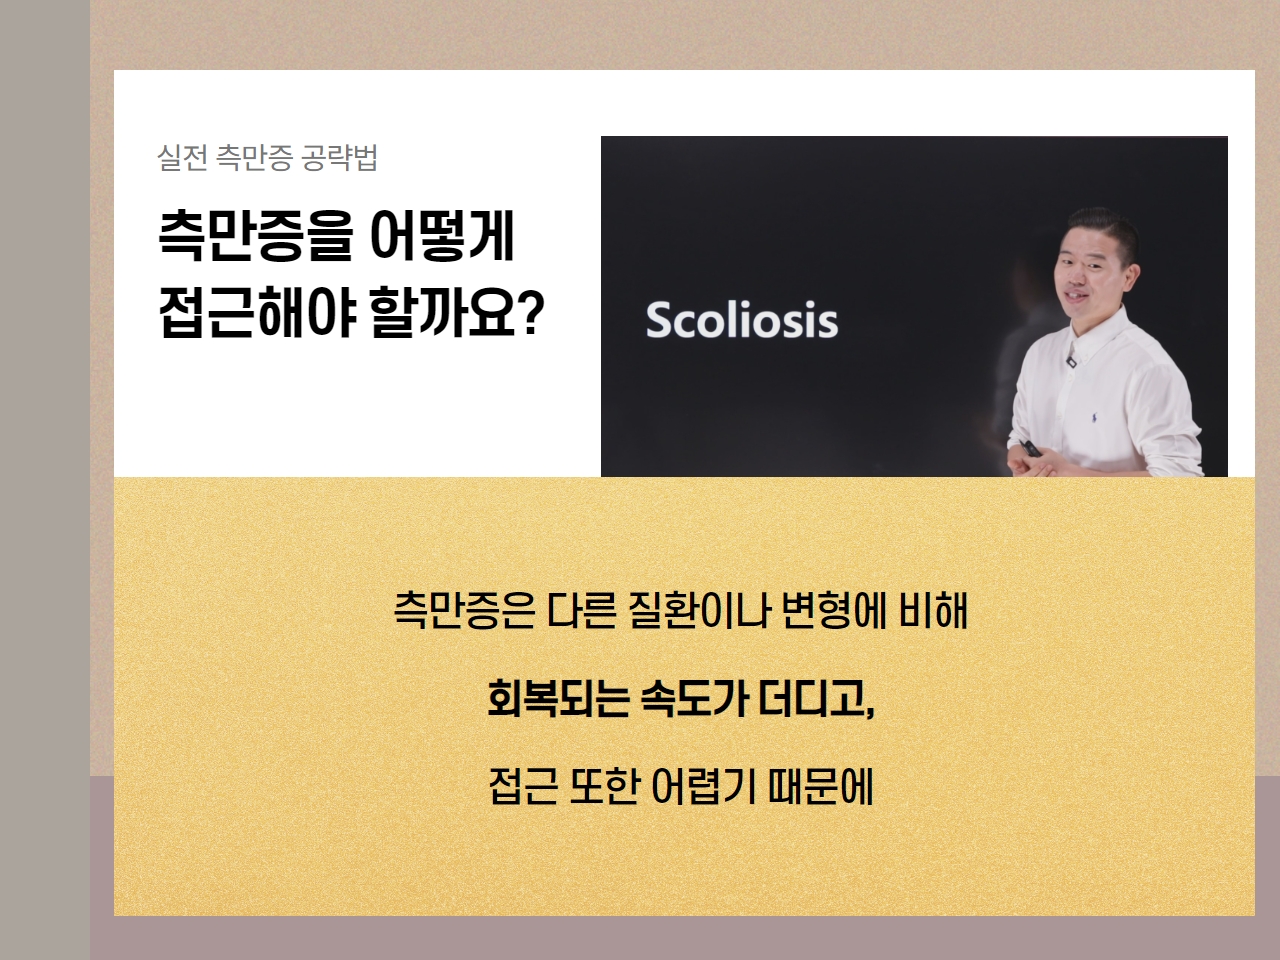 실전 측만증 공략법
측만증을 어떻게
접근해야 할까요?
Scoliosis
측만증은 다른 질환이나 변형에 비해
회복되는 속도가 더디고,
접근 또한 어렵기 때문에